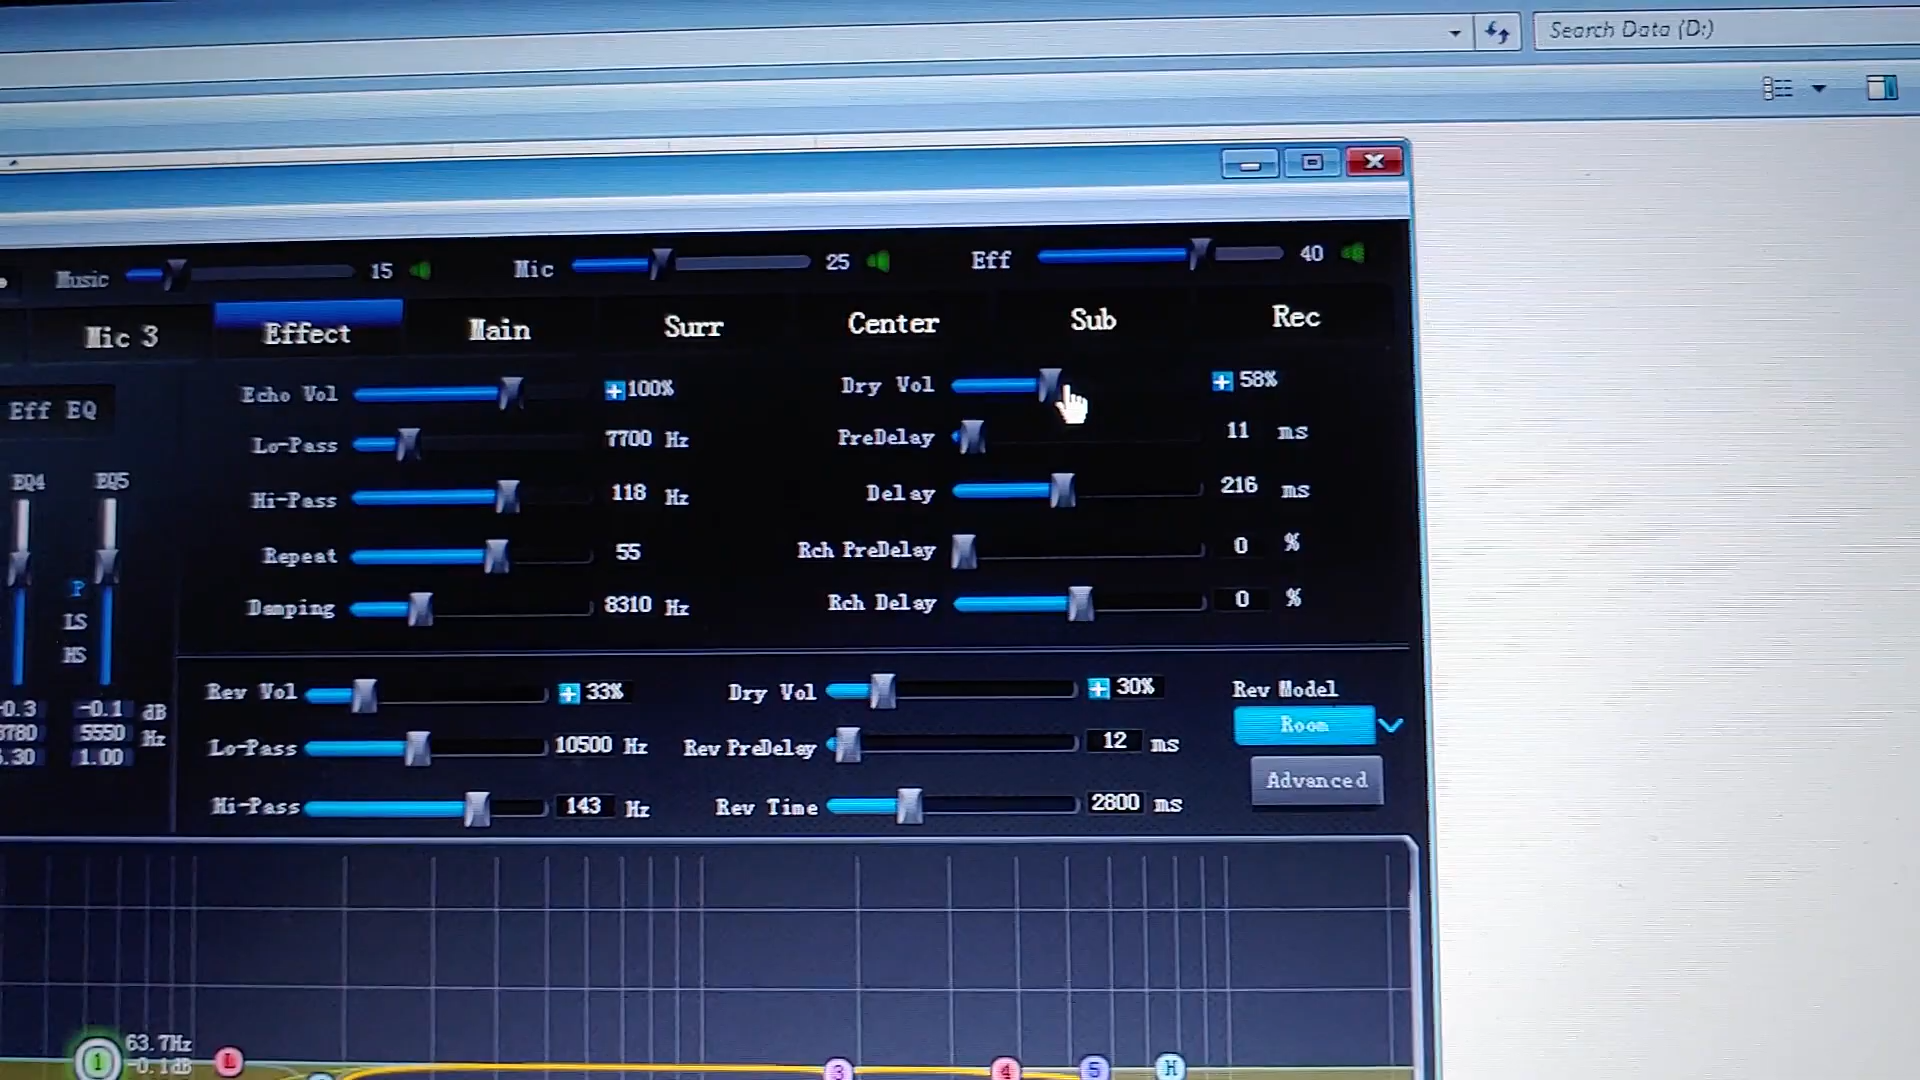 Search Data (D:)
Music 15 Mic 25 Eff 40
Mic 3 Effect Main Surr Center Sub Rec
Eff EQ
EQ4 EQ5
P
LS
HS
-0.1 dB
5550 Hz
1.00
Echo Vol +100%
Lo-Pass 7700 Hz
Hi-Pass 118 Hz
Repeat 55
Damping 8310 Hz
Dry Vol +58%
PreDelay 11 ms
Delay 216 ms
Rch PreDelay 0 %
Rch Delay 0 %
Rev Vol +33%
Lo-Pass 10500 Hz
Hi-Pass 143 Hz
Dry Vol +30%
Rev PreDelay 12 ms
Rev Time 2800 ms
Rev Model
Room
Advanced
1 63.7Hz
-0.1dB
L 3 4 5 H